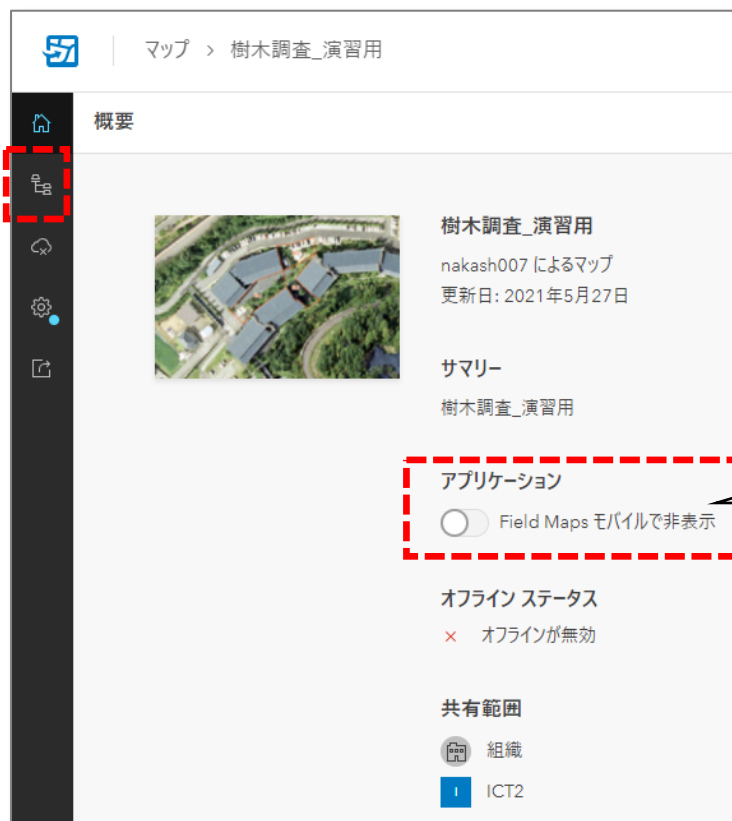 マップ > 樹木調査_演習用
概要
樹木調査_演習用
nakash007 によるマップ
更新日: 2021年5月27日
サマリー
樹木調査_演習用
アプリケーション
Field Maps モバイルで非表示
オフライン ステータス
× オフラインが無効
共有範囲
組織
I ICT2